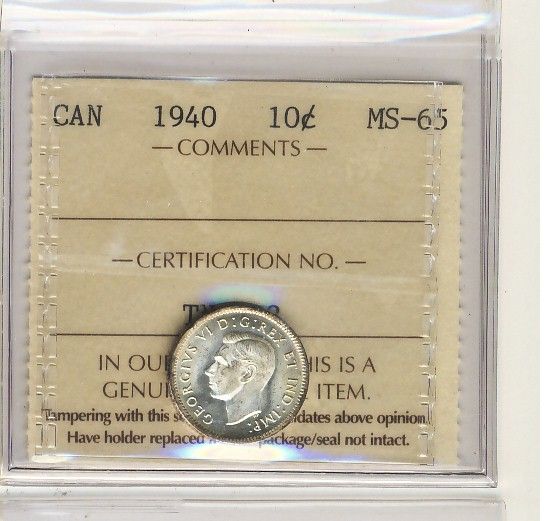 CAN 1940 10¢ MS-65
— COMMENTS —
— CERTIFICATION NO. —
IN IS A
ITEM.
Tampering with this above opinion.
Have holder replaced package/seal not intact.
GEORGIVS VI D:G:REX ET IND:IMP: